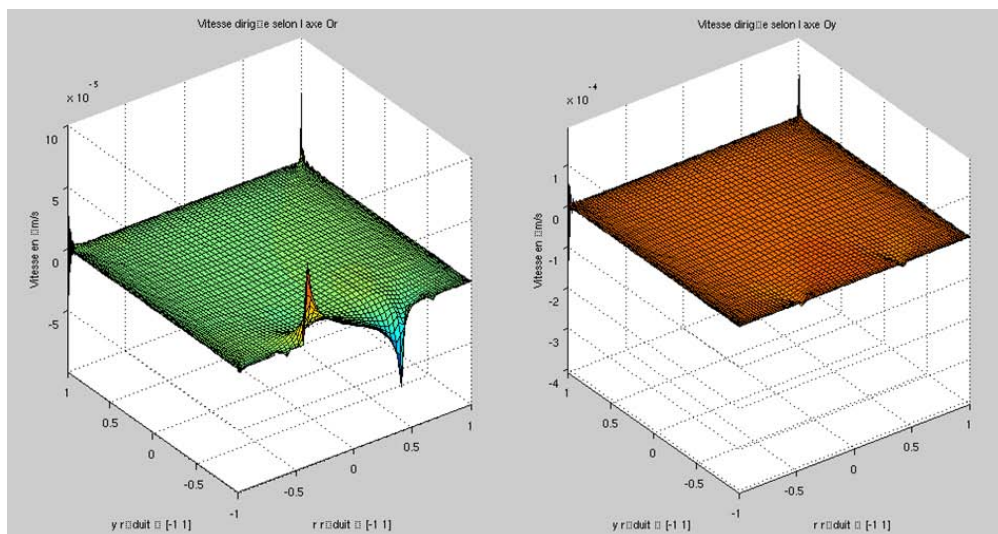 Vitesse dirig□e selon l axe Or
x 10 -5
10
5
0
-5
Vitesse en □m/s
1
0.5
0
-0.5
-1
y r□duit □ [-1 1]
-0.5
0
0.5
1
r r□duit □ [-1 1]
Vitesse dirig□e selon l axe Oy
x 10 -4
1
0
-1
-2
-3
-4
Vitesse en □m/s
1
0.5
0
-0.5
-1
y r□duit □ [-1 1]
-0.5
0
0.5
1
r r□duit □ [-1 1]